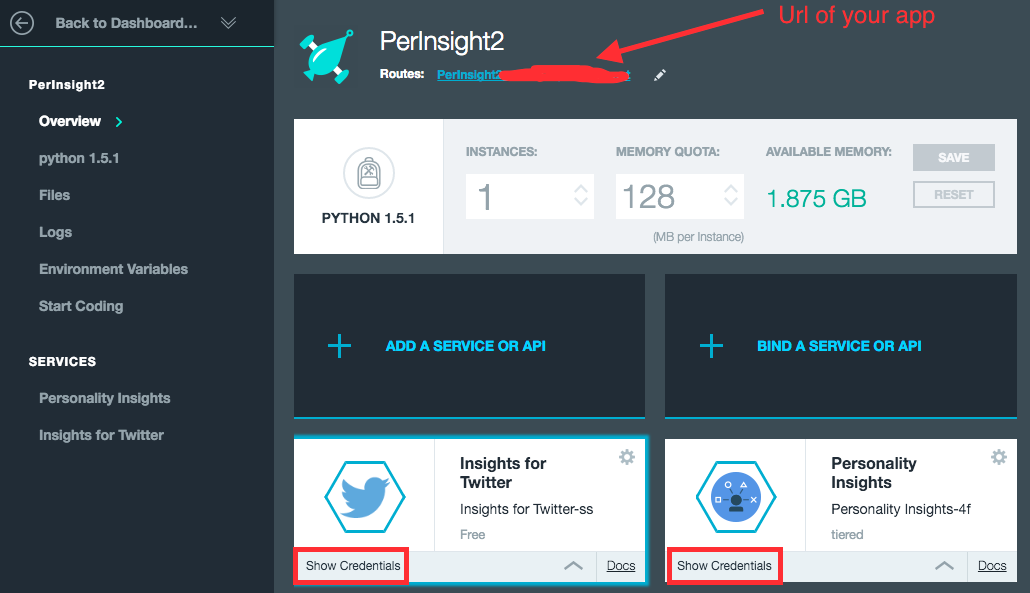 Back to Dashboard...
PerInsight2
Overview
python 1.5.1
Files
Logs
Environment Variables
Start Coding
SERVICES
Personality Insights
Insights for Twitter
Url of your app
PerInsight2
Routes: PerInsight2
PYTHON 1.5.1
INSTANCES:
1
MEMORY QUOTA:
128
(MB per Instance)
AVAILABLE MEMORY:
1.875 GB
SAVE
RESET
ADD A SERVICE OR API
BIND A SERVICE OR API
Insights for
Twitter
Insights for Twitter-ss
Free
Show Credentials
Docs
Personality
Insights
Personality Insights-4f
tiered
Show Credentials
Docs